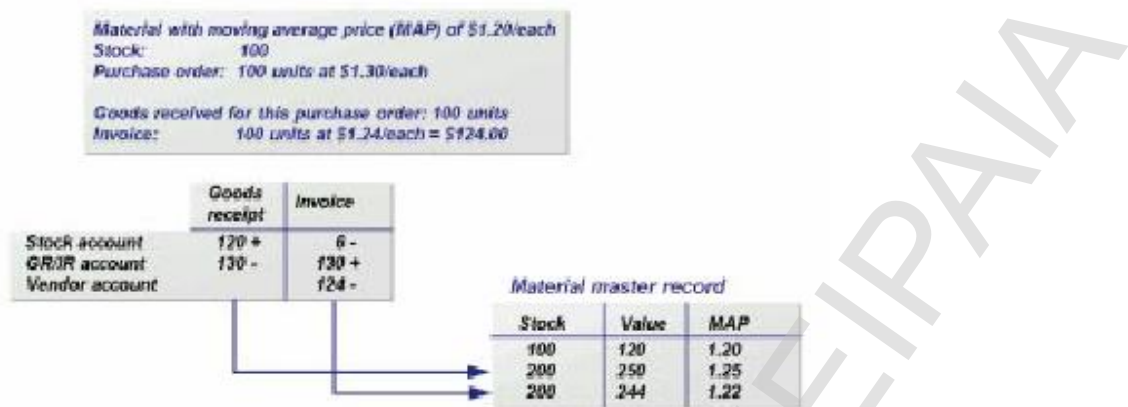 Material with moving average price (MAP) of $1.20/each
Stock: 100
Purchase order: 100 units at $1.30/each
Goods received for this purchase order: 100 units
Invoice: 100 units at $1.24/each = $124.00
Goods receipt Invoice
Stock account 120 + 6 -
GR/IR account 130 - 130 +
Vendor account 124 -
Material master record
Stock Value MAP
100 120 1.20
200 250 1.25
200 244 1.22
ΕΙΡΑΙΑ